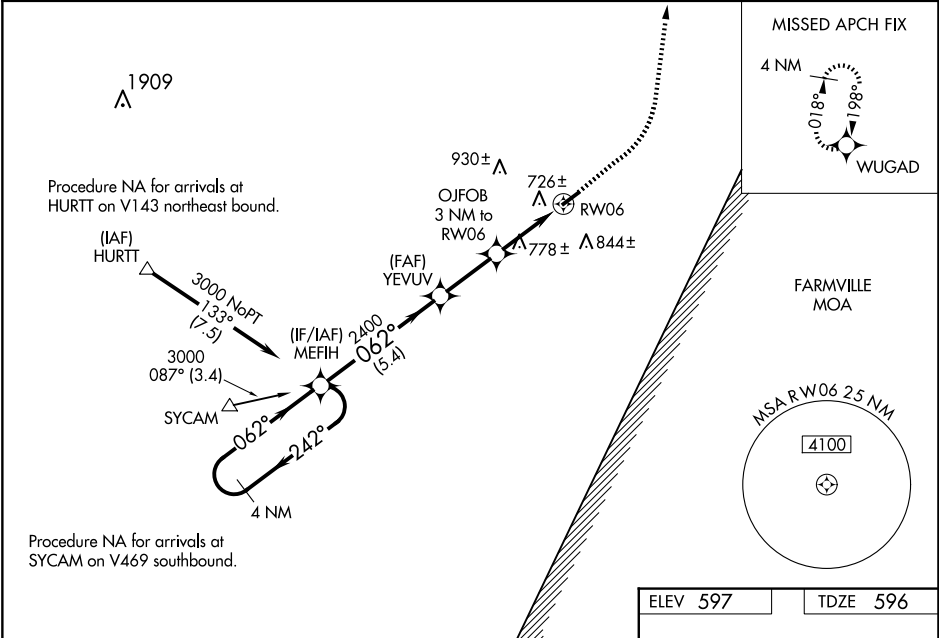 MISSED APCH FIX
4 NM
018°
198°
WUGAD
1909
930±
726±
OJFOB
3 NM to
RW06
RW06
778±
844±
Procedure NA for arrivals at
HURTT on V143 northeast bound.
(IAF)
HURTT
3000 NoPT
133°
(7.5)
(FAF)
YEVUV
(IF/IAF)
MEFIH
2400
062°
(5.4)
3000
087° (3.4)
SYCAM
062°
242°
4 NM
Procedure NA for arrivals at
SYCAM on V469 southbound.
FARMVILLE
MOA
MSA RW06 25 NM
4100
ELEV 597
TDZE 596